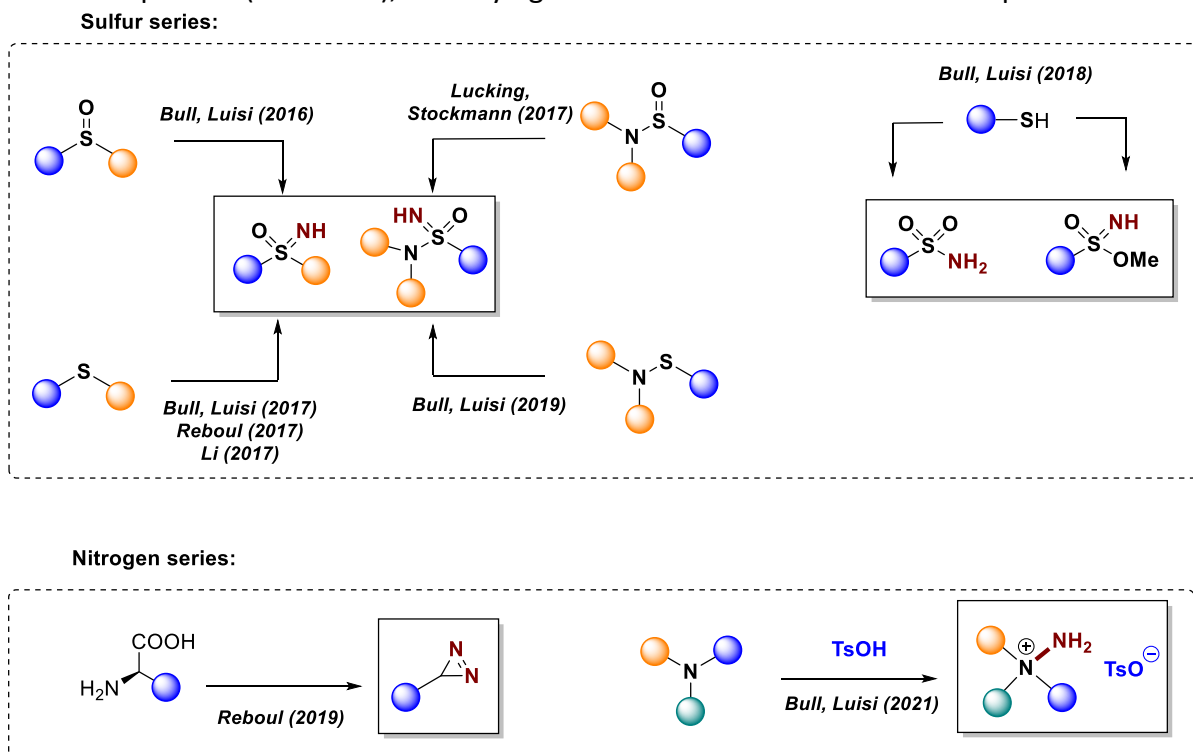 Sulfur series:
Bull, Luisi (2016)
Lucking,
Stockmann (2017)
Bull, Luisi (2018)
O
S
O
N
S
SH
O
NH
S
HN
O
S
N
O
O
S
NH2
O
NH
S
OMe
S
N
S
Bull, Luisi (2017)
Reboul (2017)
Li (2017)
Bull, Luisi (2019)
Nitrogen series:
COOH
H2N
Reboul (2019)
N
N
N
TsOH
Bull, Luisi (2021)
N
+
NH2
TsO−